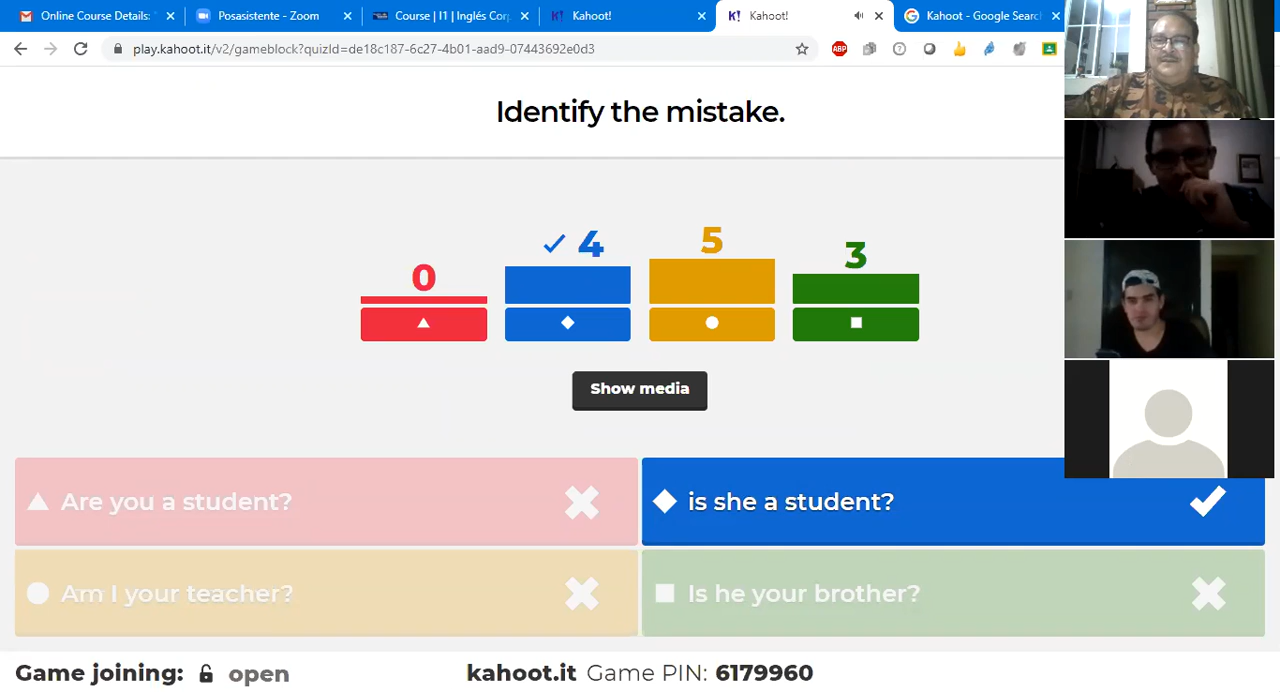 Online Course Details: 
Posasistente - Zoom
Course | I1 | Inglés Cor
Kahoot!
Kahoot!
Kahoot - Google Search
play.kahoot.it/v2/gameblock?quizId=de18c187-6c27-4b01-aad9-07443692e0d3
ABP
Identify the mistake.
0
4
5
3
Show media
Are you a student?
is she a student?
Am I your teacher?
Is he your brother?
Game joining: open
kahoot.it Game PIN: 6179960